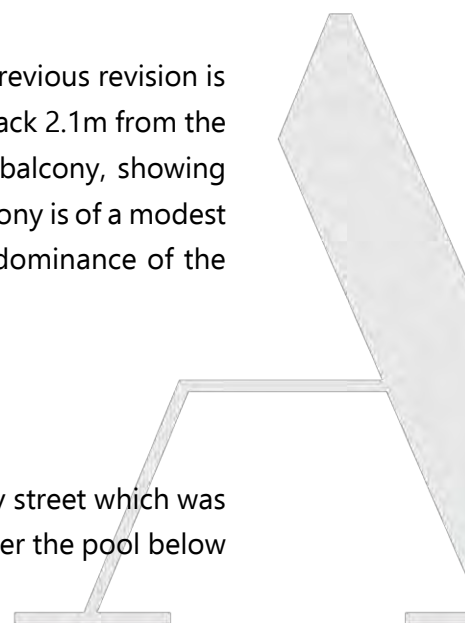 revious revision is
ack 2.1m from the
balcony, showing
ony is of a modest
dominance of the
y street which was
er the pool below